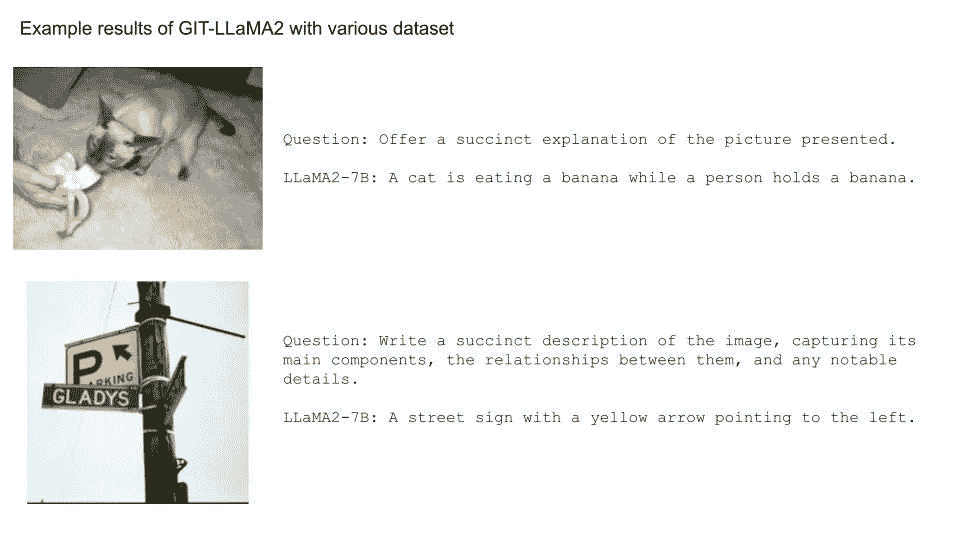 Example results of GIT-LLaMA2 with various dataset
Question: Offer a succinct explanation of the picture presented.
LLaMA2-7B: A cat is eating a banana while a person holds a banana.
P
ARKING
GLADYS
Question: Write a succinct description of the image, capturing its
main components, the relationships between them, and any notable
details.
LLaMA2-7B: A street sign with a yellow arrow pointing to the left.